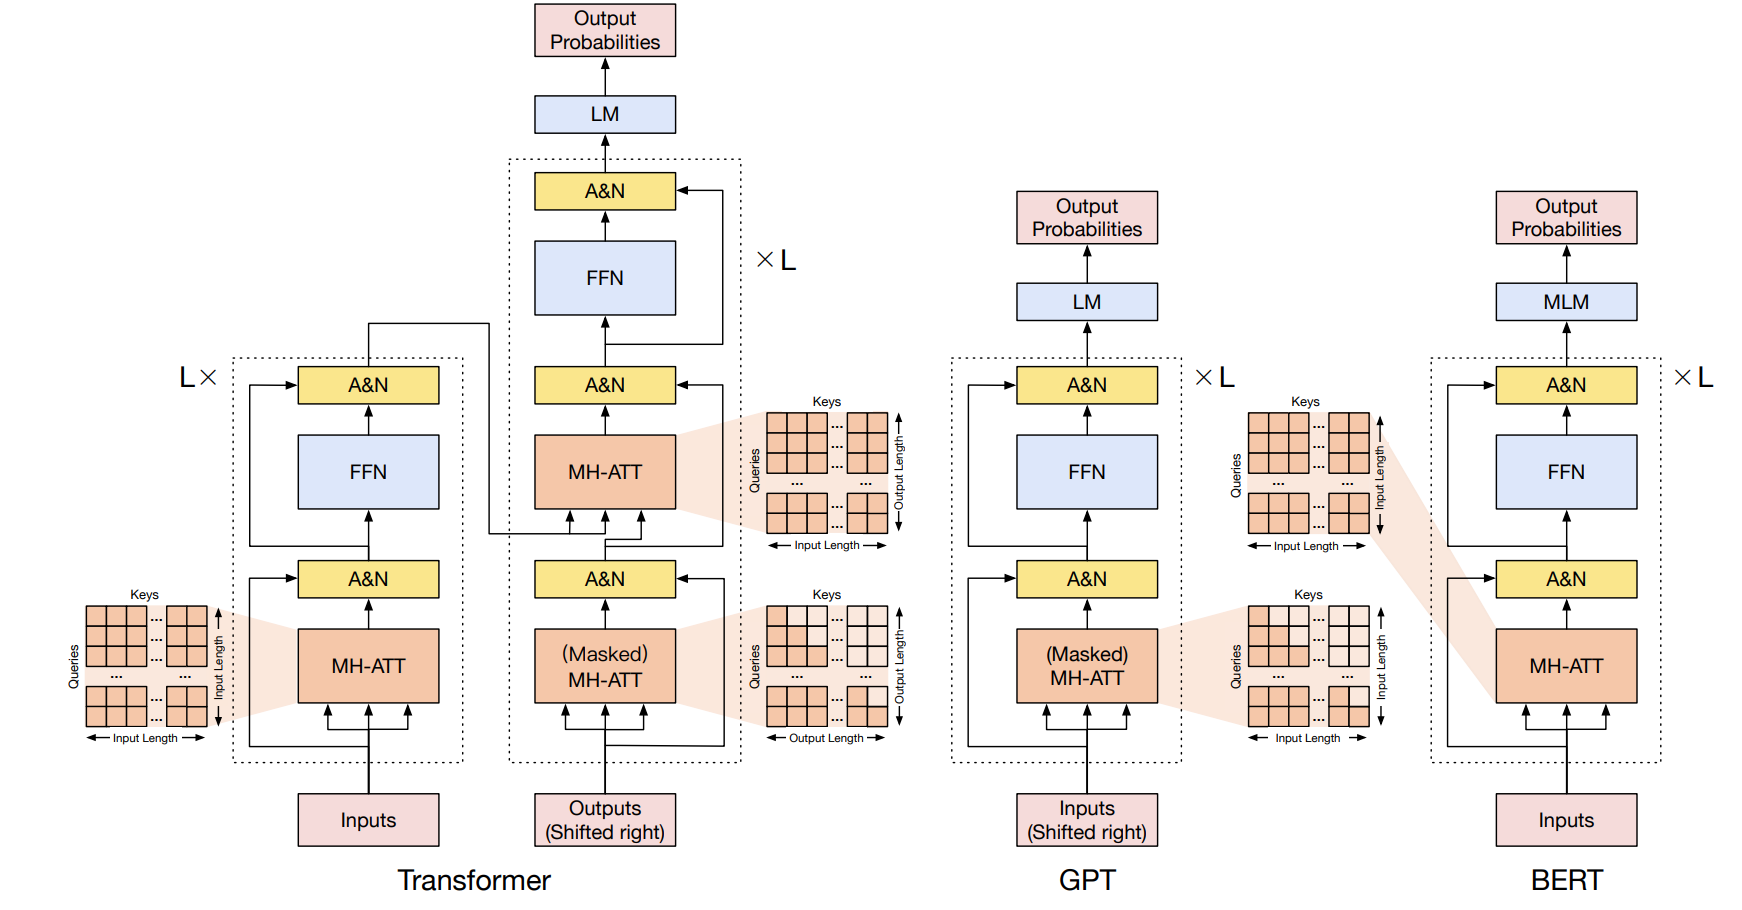 Output
Probabilities
LM
A&N
FFN
× L
A&N
MH-ATT
Keys
...
...
...
...
...
...
...
Queries
Output Length
Input Length
A&N
(Masked)
MH-ATT
Keys
...
...
...
...
...
...
...
Queries
Output Length
Output Length
Outputs
(Shifted right)
L ×
A&N
FFN
A&N
MH-ATT
Keys
...
...
...
...
...
...
...
Queries
Input Length
Input Length
Inputs
Transformer
Output
Probabilities
LM
× L
A&N
FFN
A&N
(Masked)
MH-ATT
Keys
...
...
...
...
...
...
...
Queries
Input Length
Input Length
Inputs
(Shifted right)
GPT
Output
Probabilities
MLM
× L
A&N
FFN
A&N
MH-ATT
Keys
...
...
...
...
...
...
...
Queries
Input Length
Input Length
Inputs
BERT